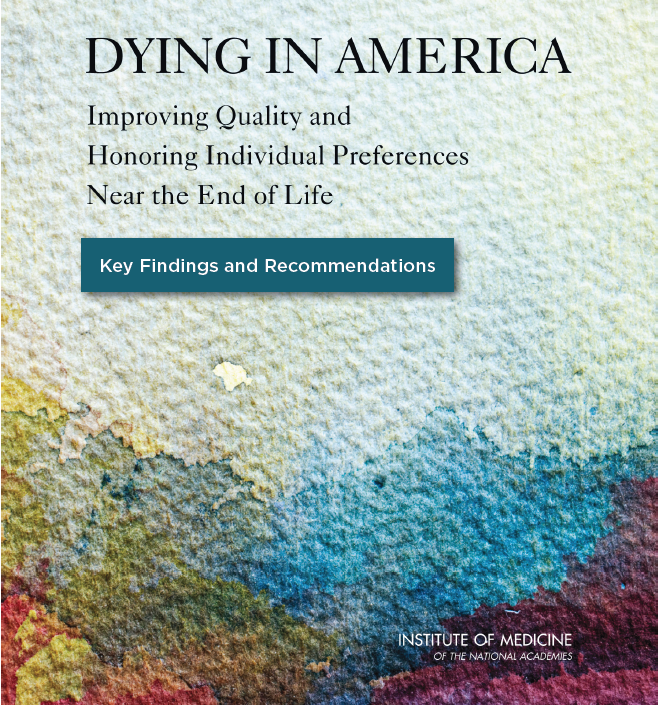 DYING IN AMERICA
Improving Quality and
Honoring Individual Preferences
Near the End of Life
Key Findings and Recommendations
INSTITUTE OF MEDICINE
OF THE NATIONAL ACADEMIES